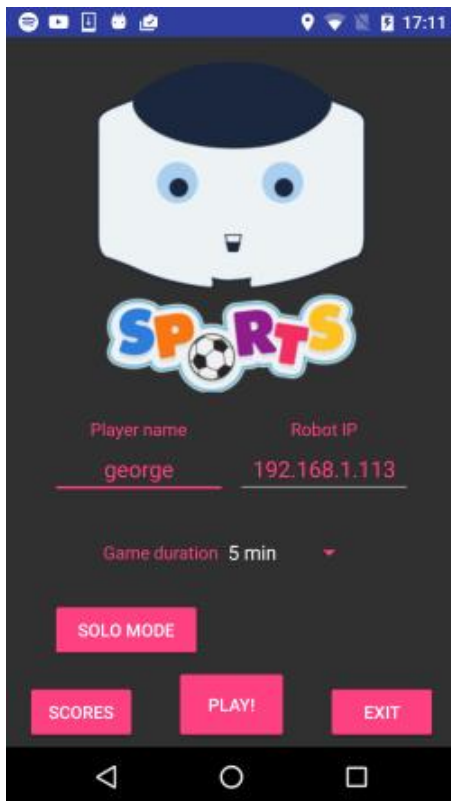 17:11
SPORTS
Player name Robot IP
george 192.168.1.113
Game duration 5 min
SOLO MODE
SCORES PLAY! EXIT